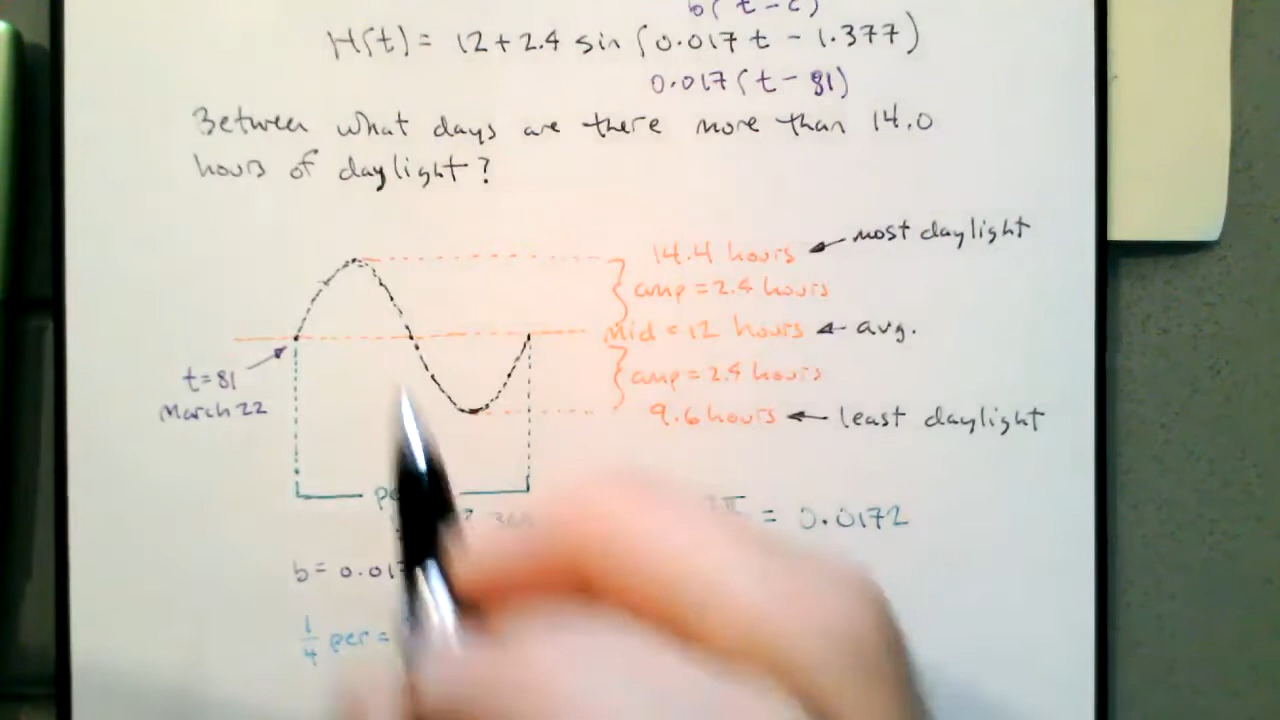 b(t-c)
H(t) = 12 + 2.4 sin (0.017 t - 1.377)
0.017(t - 81)
Between what days are there more than 14.0
hours of daylight?
14.4 hours ← most daylight
amp = 2.4 hours
mid = 12 hours ← avg.
t=81
March 22
amp = 2.4 hours
9.6 hours ← least daylight
= 0.0172
b = 0.01
1/4 per =